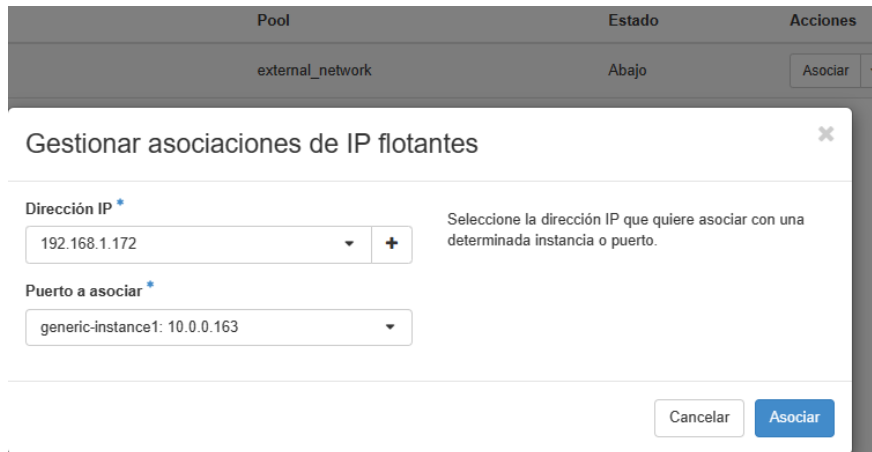 Pool Estado Acciones
external_network Abajo Asociar
Gestionar asociaciones de IP flotantes
Dirección IP *
192.168.1.172
Seleccione la dirección IP que quiere asociar con una
determinada instancia o puerto.
Puerto a asociar *
generic-instance1: 10.0.0.163
Cancelar Asociar